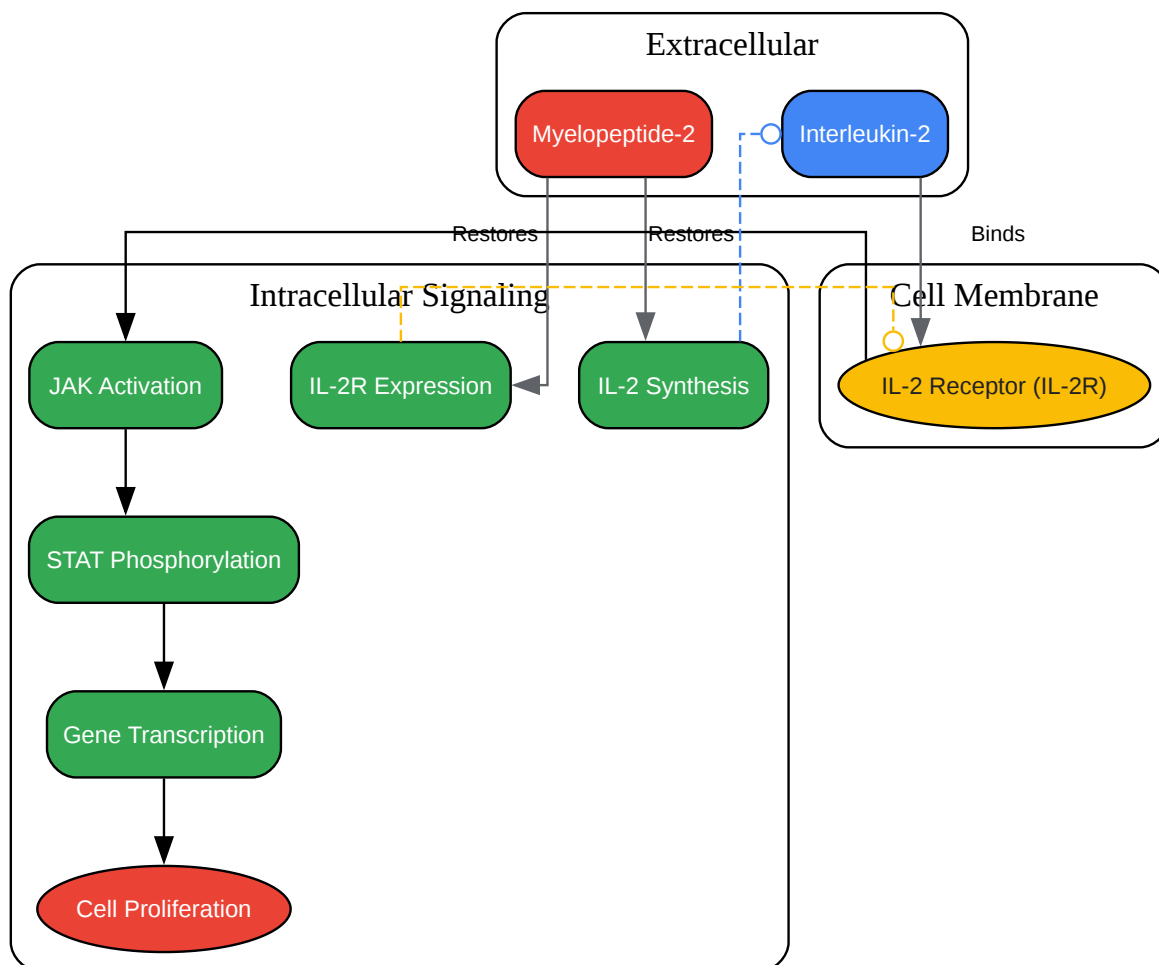 Extracellular
Myelopeptide-2
Interleukin-2
Restores
Restores
Binds
Intracellular Signaling
Cell Membrane
JAK Activation
IL-2R Expression
IL-2 Synthesis
IL-2 Receptor (IL-2R)
STAT Phosphorylation
Gene Transcription
Cell Proliferation